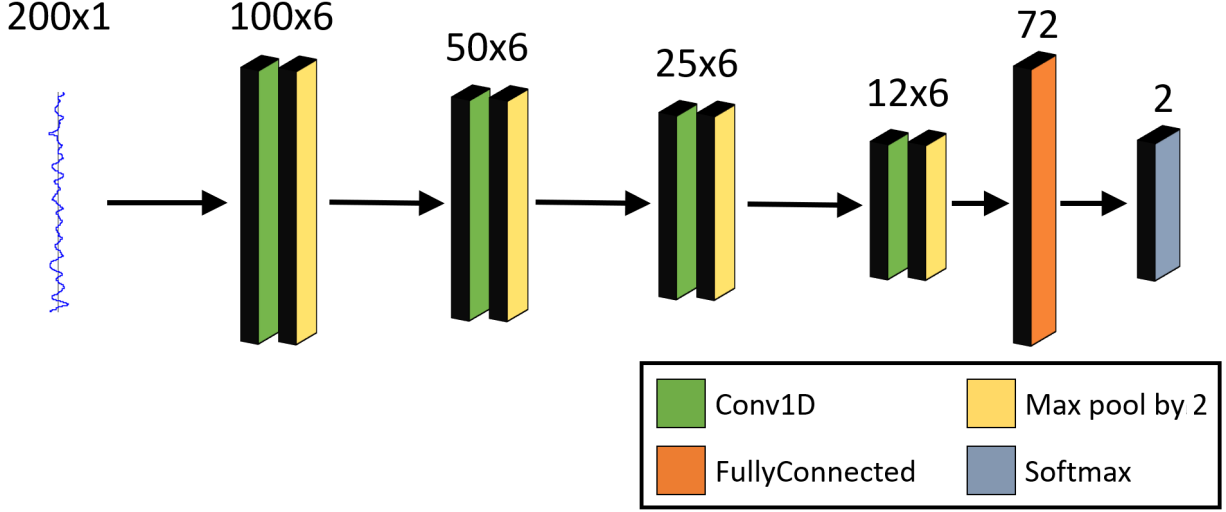 200x1
100x6
50x6
25x6
12x6
72
2
Conv1D
Max pool by 2
FullyConnected
Softmax